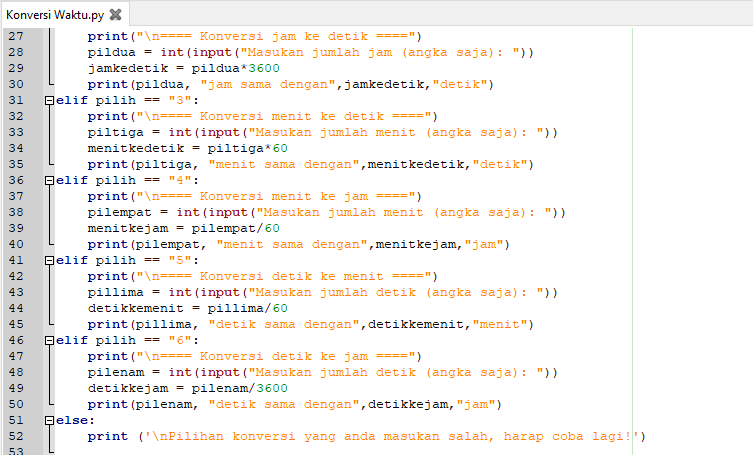 Konversi Waktu.py
27 print("\n==== Konversi jam ke detik ====")
28 pildua = int(input("Masukan jumlah jam (angka saja): "))
29 jamkedetik = pildua*3600
30 print(pildua, "jam sama dengan",jamkedetik,"detik")
31 elif pilih == "3":
32 print("\n==== Konversi menit ke detik ====")
33 piltiga = int(input("Masukan jumlah menit (angka saja): "))
34 menitkedetik = piltiga*60
35 print(piltiga, "menit sama dengan",menitkedetik,"detik")
36 elif pilih == "4":
37 print("\n==== Konversi menit ke jam ====")
38 pilempat = int(input("Masukan jumlah menit (angka saja): "))
39 menitkejam = pilempat/60
40 print(pilempat, "menit sama dengan",menitkejam,"jam")
41 elif pilih == "5":
42 print("\n==== Konversi detik ke menit ====")
43 pillima = int(input("Masukan jumlah detik (angka saja): "))
44 detikkemenit = pillima/60
45 print(pillima, "detik sama dengan",detikkemenit,"menit")
46 elif pilih == "6":
47 print("\n==== Konversi detik ke jam ====")
48 pilenam = int(input("Masukan jumlah detik (angka saja): "))
49 detikkejam = pilenam/3600
50 print(pilenam, "detik sama dengan",detikkejam,"jam")
51 else:
52 print ('\nPilihan konversi yang anda masukan salah, harap coba lagi!')
53